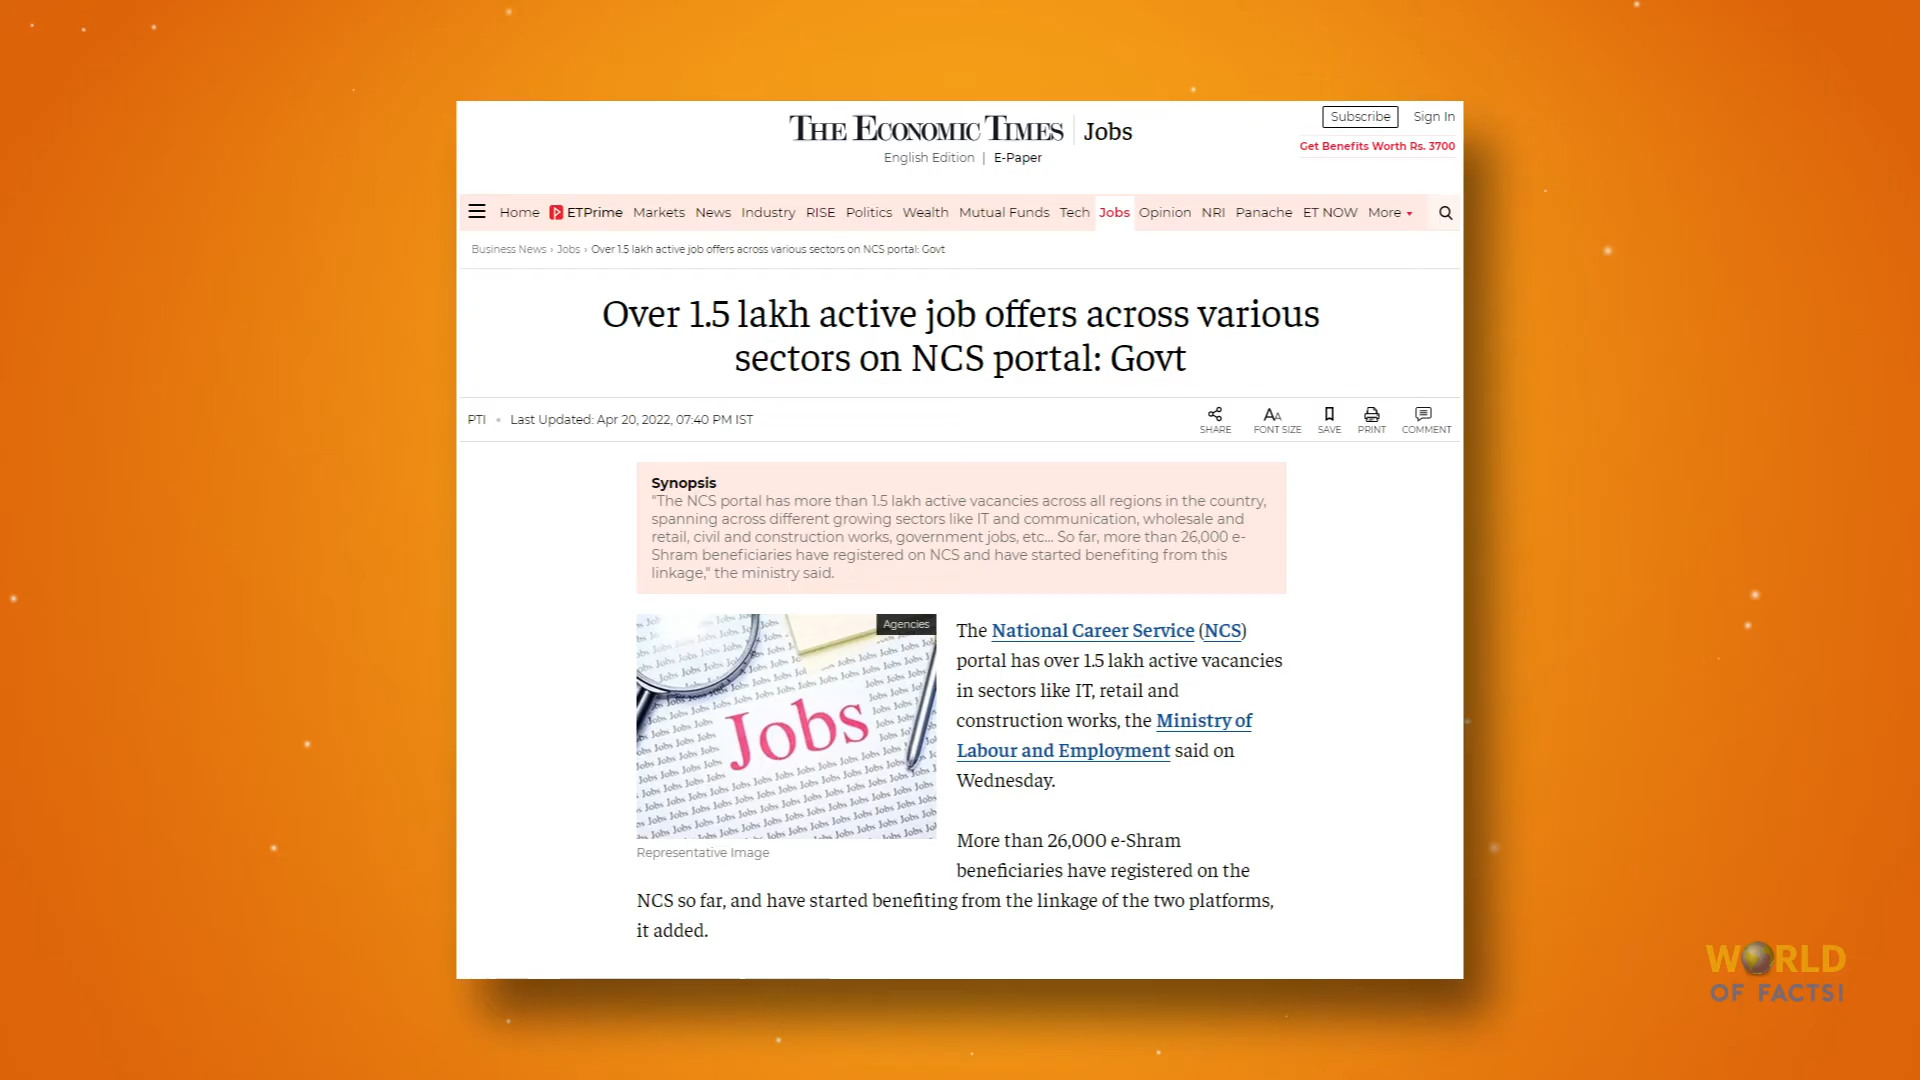 THE ECONOMIC TIMES | Jobs
English Edition | E-Paper
Subscribe Sign In
Get Benefits Worth Rs. 3700
Home ETPrime Markets News Industry RISE Politics Wealth Mutual Funds Tech Jobs Opinion NRI Panache ET NOW More
Business News › Jobs › Over 1.5 lakh active job offers across various sectors on NCS portal: Govt
Over 1.5 lakh active job offers across various
sectors on NCS portal: Govt
PTI • Last Updated: Apr 20, 2022, 07:40 PM IST
SHARE FONT SIZE SAVE PRINT COMMENT
Synopsis
"The NCS portal has more than 1.5 lakh active vacancies across all regions in the country,
spanning across different growing sectors like IT and communication, wholesale and
retail, civil and construction works, government jobs, etc... So far, more than 26,000 e-
Shram beneficiaries have registered on NCS and have started benefiting from this
linkage," the ministry said.
Agencies
Jobs
Representative Image
The National Career Service (NCS)
portal has over 1.5 lakh active vacancies
in sectors like IT, retail and
construction works, the Ministry of
Labour and Employment said on
Wednesday.
More than 26,000 e-Shram
beneficiaries have registered on the
NCS so far, and have started benefiting from the linkage of the two platforms,
it added.
WORLD
OF FACTS!